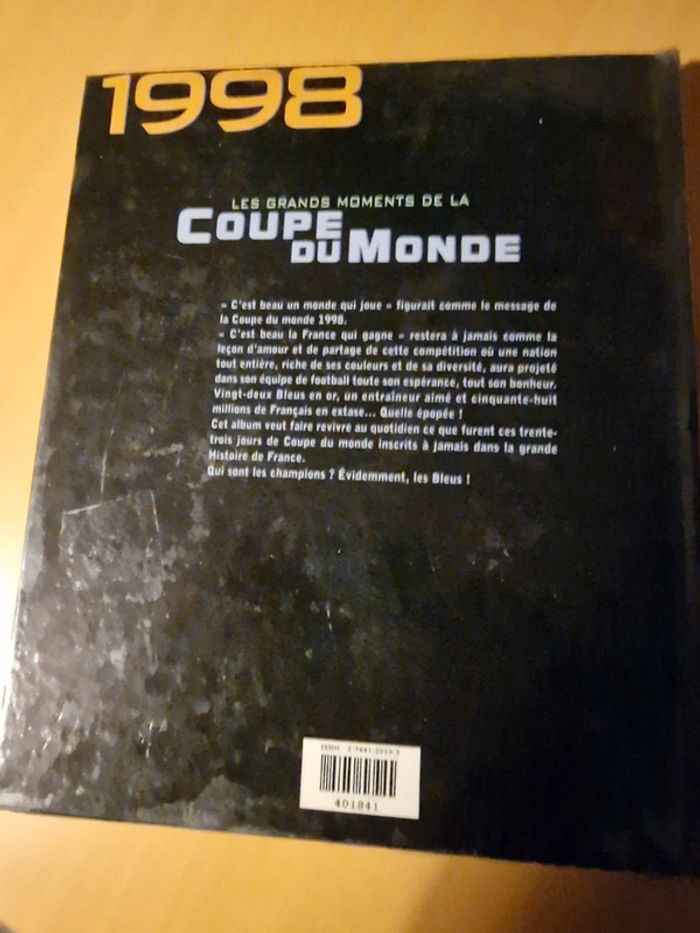 1998
LES GRANDS MOMENTS DE LA
COUPE
DU MONDE
« C'est beau un monde qui joue » figurait comme le message de
la Coupe du monde 1998.
« C'est beau la France qui gagne » restera à jamais comme la
leçon d'amour et de partage de cette compétition où une nation
tout entière, riche de ses couleurs et de sa diversité, aura projeté
dans son équipe de football toute son espérance, tout son bonheur.
Vingt-deux Bleus en or, un entraîneur aimé et cinquante-huit
millions de Français en extase... Quelle épopée !
Cet album veut faire revivre au quotidien ce que furent ces trente-
trois jours de Coupe du monde inscrits à jamais dans la grande
Histoire de France.
Qui sont les champions ? Évidemment, les Bleus !
ISBN
401841